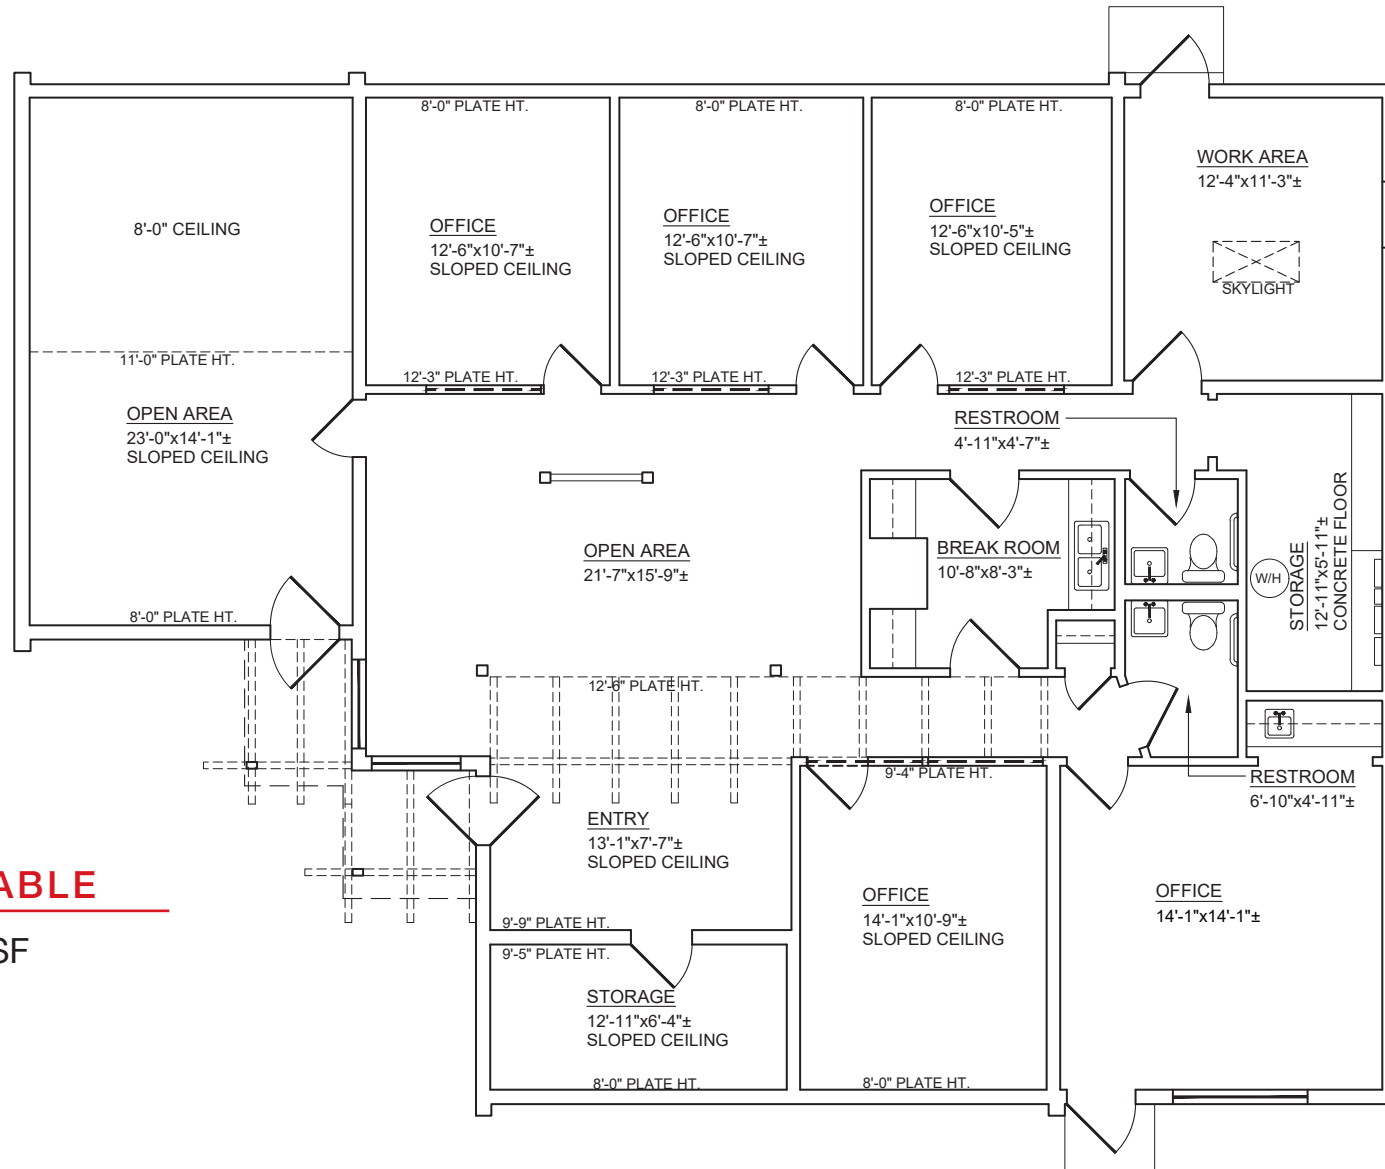 8'-0" PLATE HT.
8'-0" PLATE HT.
8'-0" PLATE HT.
WORK AREA
12'-4"x11'-3"±
SKYLIGHT
8'-0" CEILING
OFFICE
12'-6"x10'-7"±
SLOPED CEILING
OFFICE
12'-6"x10'-7"±
SLOPED CEILING
OFFICE
12'-6"x10'-5"±
SLOPED CEILING
11'-0" PLATE HT.
12'-3" PLATE HT.
12'-3" PLATE HT.
12'-3" PLATE HT.
OPEN AREA
23'-0"x14'-1"±
SLOPED CEILING
RESTROOM
4'-11"x4'-7"±
OPEN AREA
21'-7"x15'-9"±
BREAK ROOM
10'-8"x8'-3"±
W/H
STORAGE
12'-11"x5'-11"±
CONCRETE FLOOR
8'-0" PLATE HT.
12'-6" PLATE HT.
9'-4" PLATE HT.
RESTROOM
6'-10"x4'-11"±
ENTRY
13'-1"x7'-7"±
SLOPED CEILING
ABLE
SF
9'-9" PLATE HT.
9'-5" PLATE HT.
OFFICE
14'-1"x10'-9"±
SLOPED CEILING
OFFICE
14'-1"x14'-1"±
STORAGE
12'-11"x6'-4"±
SLOPED CEILING
8'-0" PLATE HT.
8'-0" PLATE HT.